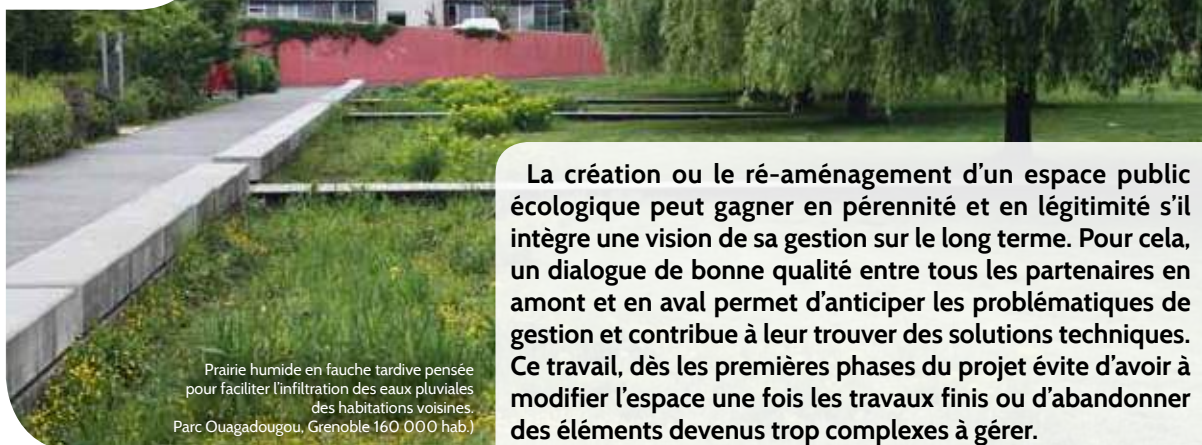 La création ou le ré-aménagement d’un espace public
écologique peut gagner en pérennité et en légitimité s’il
intègre une vision de sa gestion sur le long terme. Pour cela,
un dialogue de bonne qualité entre tous les partenaires en
amont et en aval permet d’anticiper les problématiques de
gestion et contribue à leur trouver des solutions techniques.
Ce travail, dès les premières phases du projet évite d’avoir à
modifier l’espace une fois les travaux finis ou d’abandonner
des éléments devenus trop complexes à gérer.
Prairie humide en fauche tardive pensée
pour faciliter l’infiltration des eaux pluviales
des habitations voisines.
Parc Ouagadougou, Grenoble 160 000 hab.)